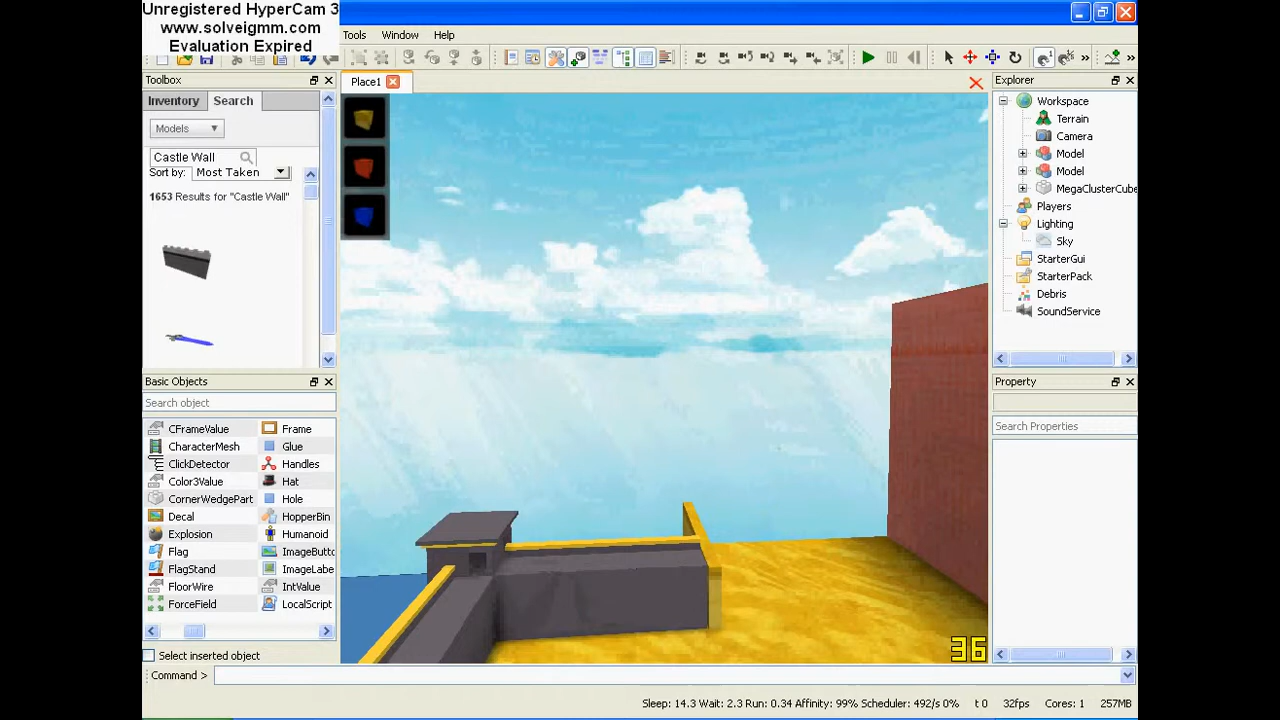 Unregistered HyperCam 3
www.solveigmm.com
Evaluation Expired
Tools Window Help
Toolbox
Place1
Explorer
Inventory Search
Models
Castle Wall
Sort by: Most Taken
1653 Results for "Castle Wall"
Workspace
Terrain
Camera
Model
Model
MegaClusterCube
Players
Lighting
Sky
StarterGui
StarterPack
Debris
SoundService
Basic Objects
Search object
CFrameValue Frame
CharacterMesh Glue
ClickDetector Handles
Color3Value Hat
CornerWedgePart Hole
Decal HopperBin
Explosion Humanoid
Flag ImageButto
FlagStand ImageLabe
FloorWire IntValue
ForceField LocalScript
Select inserted object
Property
Search Properties
36
Command >
Sleep: 14.3 Wait: 2.3 Run: 0.34 Affinity: 99% Scheduler: 492/s 0% t 0 32fps Cores: 1 257MB